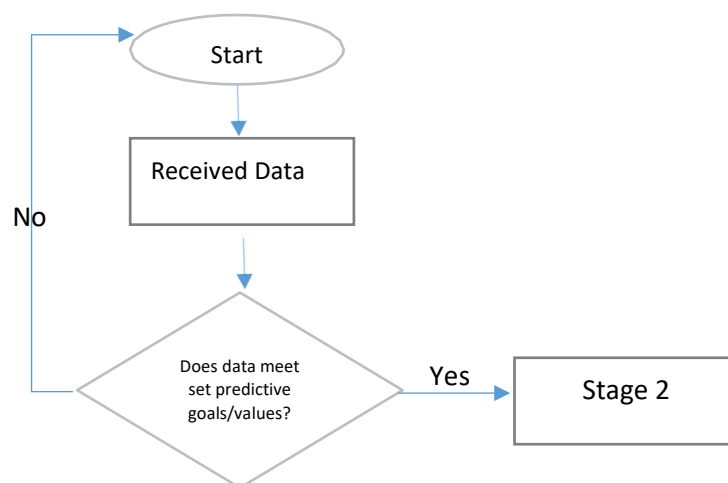 Start
Received Data
No
Does data meet
set predictive
goals/values?
Yes
Stage 2